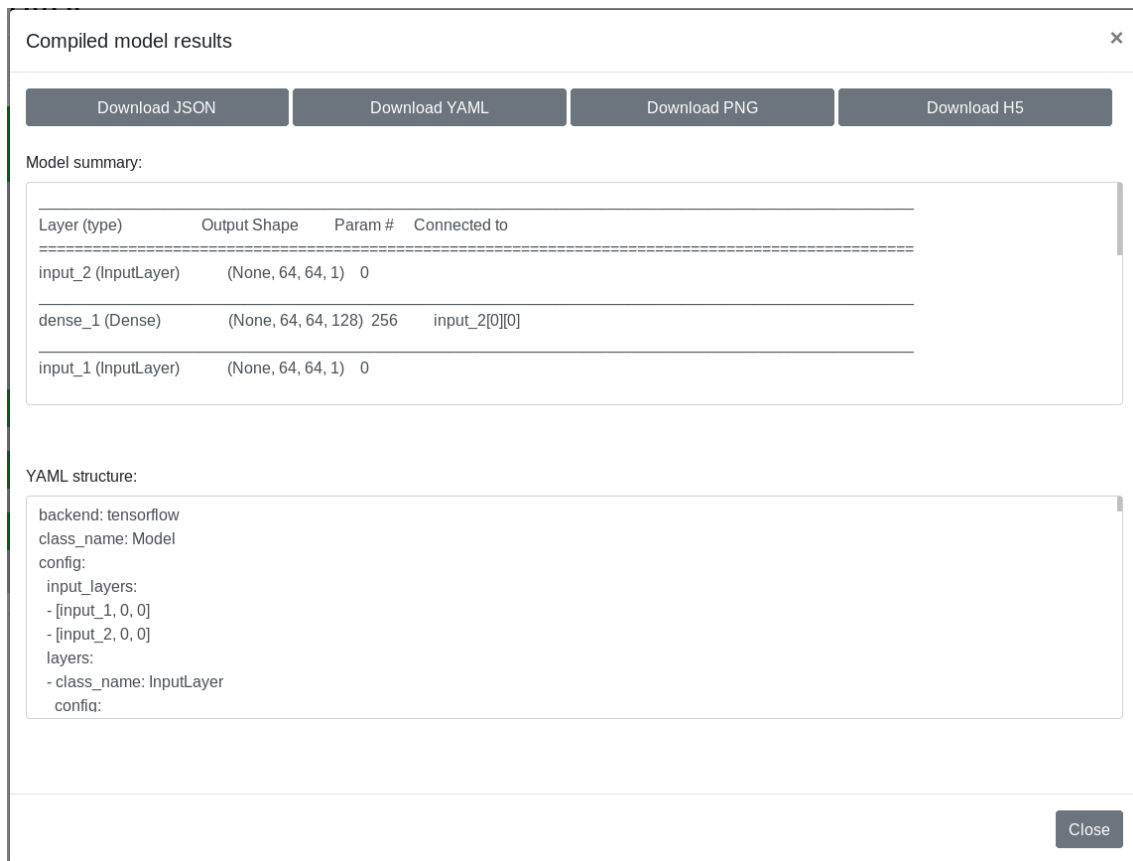 Compiled model results ×
Download JSON Download YAML Download PNG Download H5
Model summary:
Layer (type) Output Shape Param # Connected to
==================================================================================================
input_2 (InputLayer) (None, 64, 64, 1) 0
dense_1 (Dense) (None, 64, 64, 128) 256 input_2[0][0]
input_1 (InputLayer) (None, 64, 64, 1) 0
YAML structure:
backend: tensorflow
class_name: Model
config:
input_layers:
- [input_1, 0, 0]
- [input_2, 0, 0]
layers:
- class_name: InputLayer
config:
Close